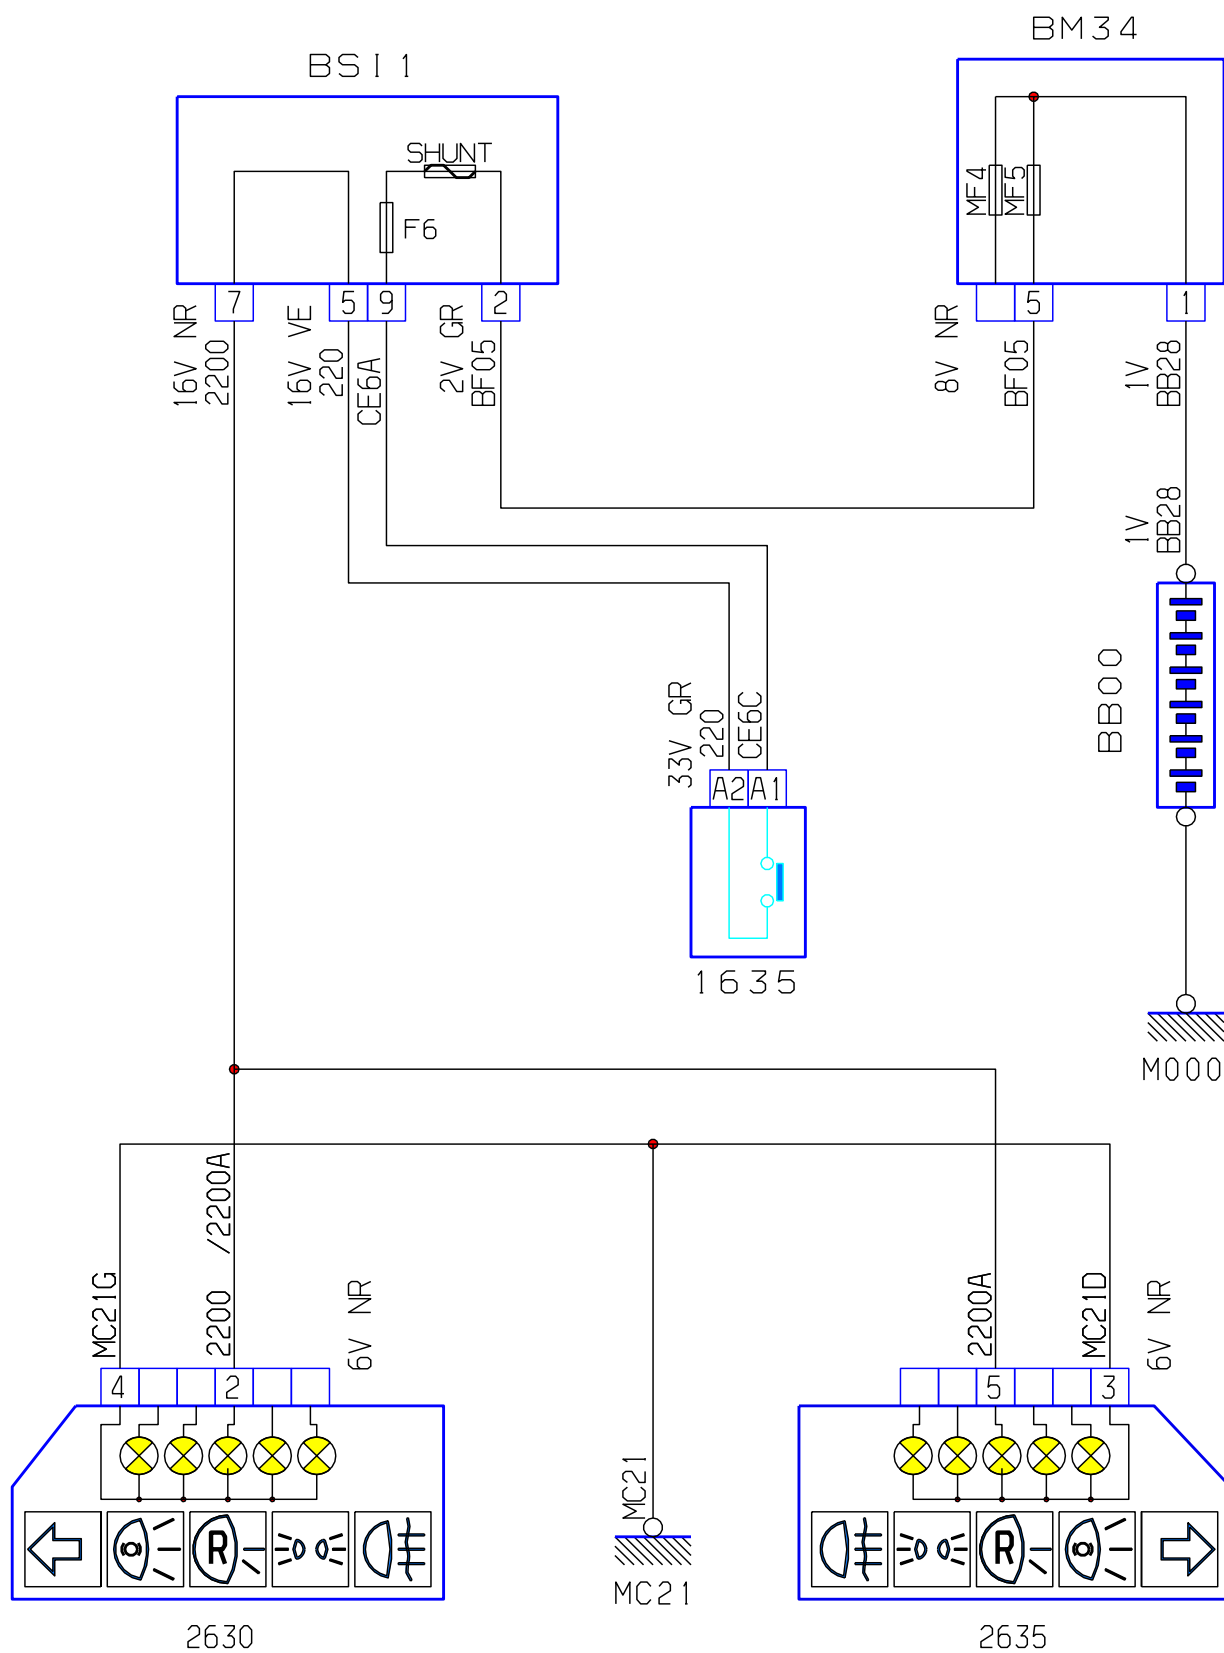 BSI1
BM34
SHUNT
F6
MF4
MF5
7
5
9
2
5
1
16V NR
2200
16V VE
220
CE6A
2V GR
BF05
8V NR
BF05
1V
BB28
1V
BB28
BB00
33V GR
220
CE6C
A2
A1
1635
M000
/2200A
MC21G
2200
6V NR
2200A
MC21D
6V NR
4
2
5
3
MC21
R
R
MC21
2630
2635